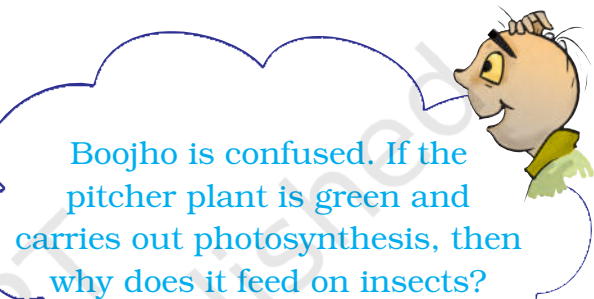 Boojho is confused. If the
pitcher plant is green and
carries out photosynthesis, then
why does it feed on insects?